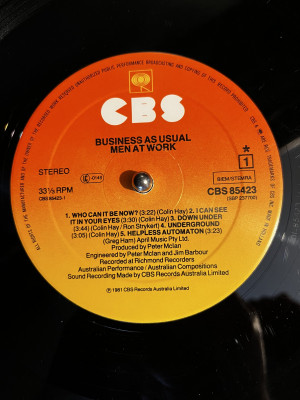 CBS
BUSINESS AS USUAL
MEN AT WORK
STEREO
33⅓ RPM
CBS 85423-1
1
BIEM/STEMRA
CBS 85423
(SBP 237700)
1. WHO CAN IT BE NOW? (3:22) (Colin Hay) 2. I CAN SEE
IT IN YOUR EYES (3:30) (Colin Hay) 3. DOWN UNDER
(3:44) (Colin Hay/ Ron Strykert) 4. UNDERGROUND
(3:05) (Colin Hay) 5. HELPLESS AUTOMATON (3:23)
(Greg Ham) April Music Pty Ltd.
Produced by Peter McIan
Engineered by Peter McIan and Jim Barbour
Recorded at Richmond Recorders
Australian Performance / Australian Compositions
Sound Recording Made by CBS Records Australia Limited
℗ 1981 CBS Records Australia Limited